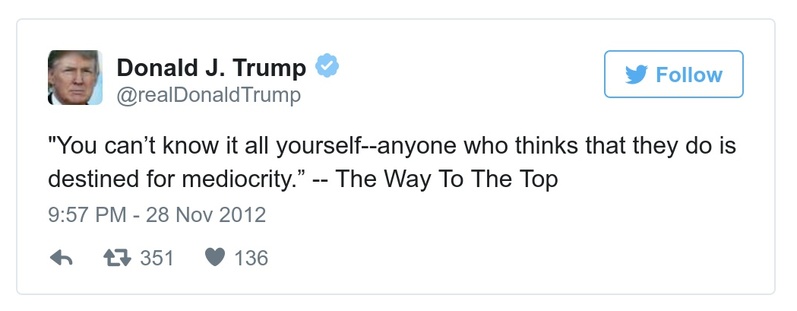 Donald J. Trump
@realDonaldTrump
Follow
"You can’t know it all yourself--anyone who thinks that they do is
destined for mediocrity.” -- The Way To The Top
9:57 PM - 28 Nov 2012
351 136